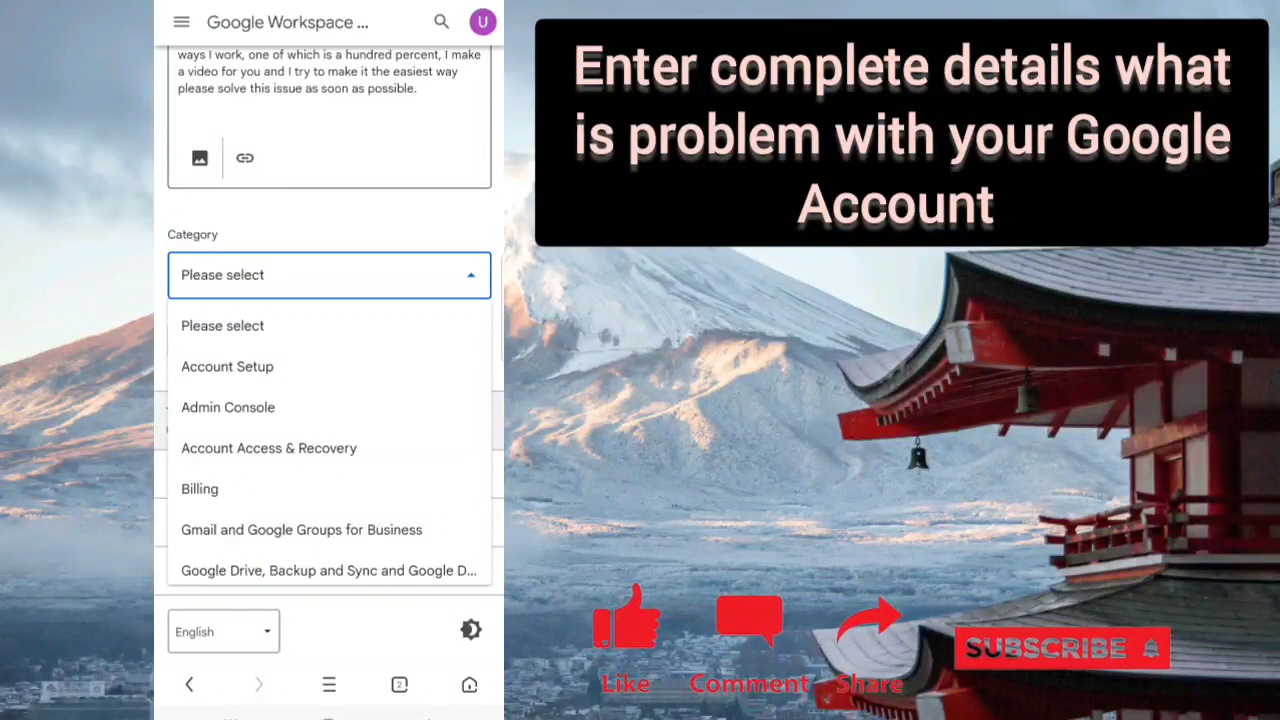 Google Workspace ...
U
ways I work, one of which is a hundred percent, I make
a video for you and I try to make it the easiest way
please solve this issue as soon as possible.
Category
Please select
Please select
Account Setup
Admin Console
Account Access & Recovery
Billing
Gmail and Google Groups for Business
Google Drive, Backup and Sync and Google D...
English
2
Enter complete details what
is problem with your Google
Account
Like
Comment
Share
SUBSCRIBE